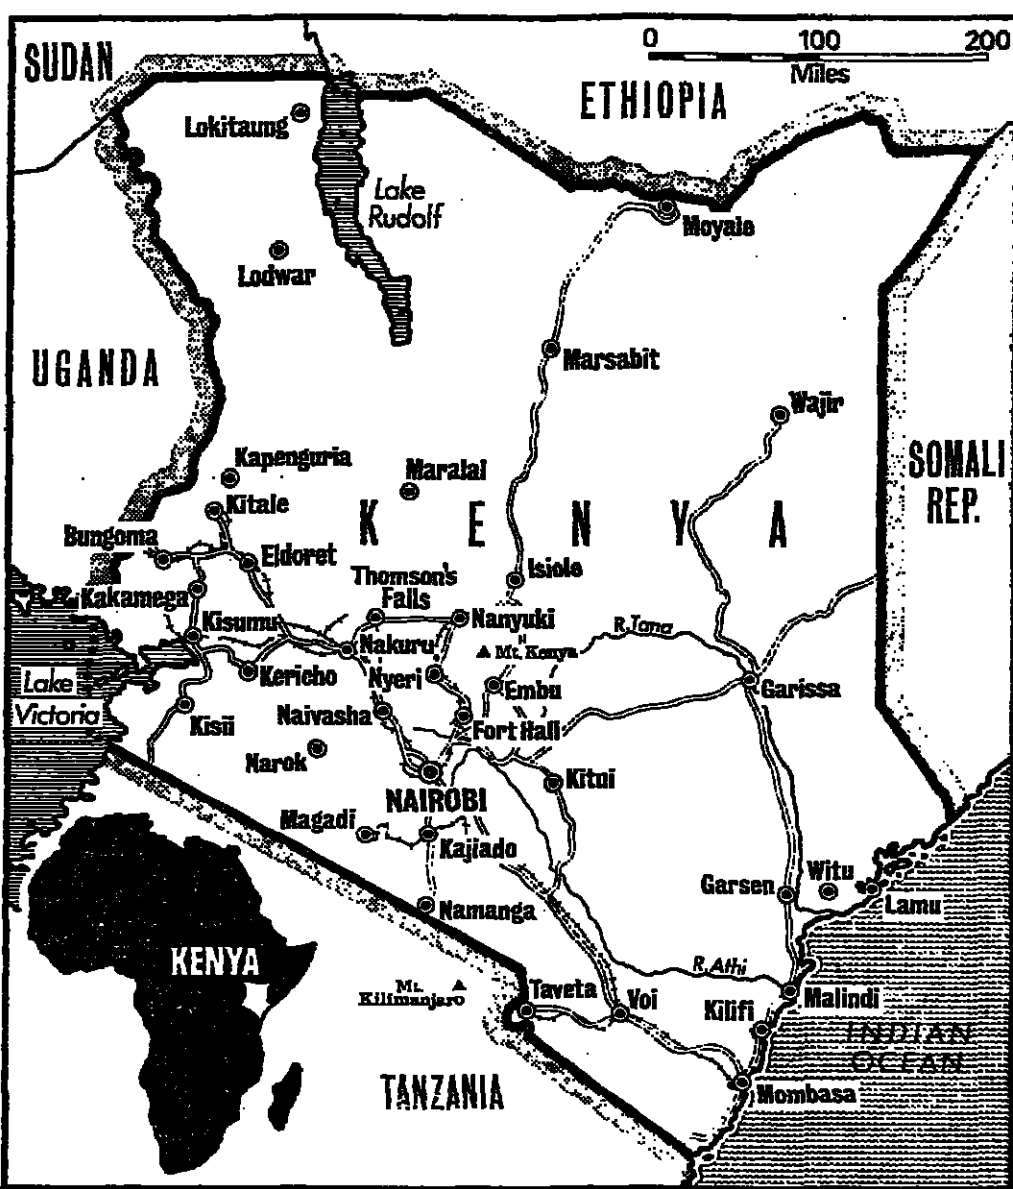 SUDAN
0 100 200
Miles
ETHIOPIA
Lokitaung
Lake
Rudolf
Moyale
Lodwar
UGANDA
Marsabit
Wajir
SOMALI
REP.
Kapenguria
Maralal
Kitale
KENYA
Bungoma
Eldoret
Isiolo
Thomson's
Falls
Kakamega
Kisumu
Nanyuki
R. Tana
Nakuru
Mt. Kenya
Lake
Victoria
Kericho
Nyeri
Embu
Garissa
Kisii
Naivasha
Fort Hall
Narok
Kitui
NAIROBI
Magadi
Kajiado
Garsen
Witu
Lamu
Namanga
KENYA
R. Athi
Mt.
Kilimanjaro
Taveta
Voi
Kilifi
Malindi
INDIAN
OCEAN
TANZANIA
Mombasa